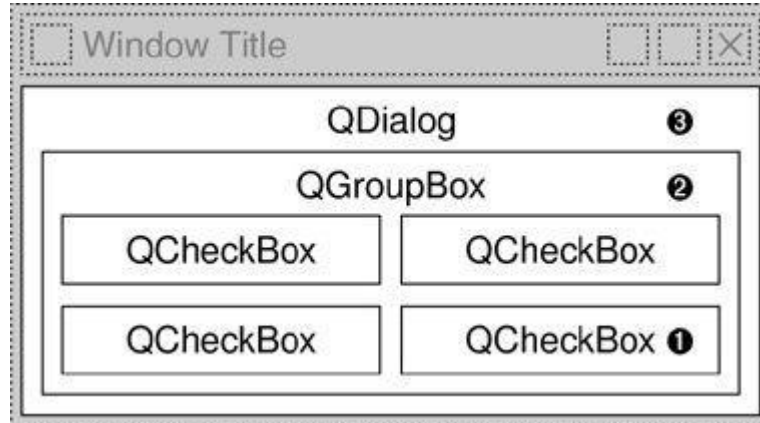 Window Title
QDialog ❸
QGroupBox ❷
QCheckBox QCheckBox
QCheckBox QCheckBox ❶